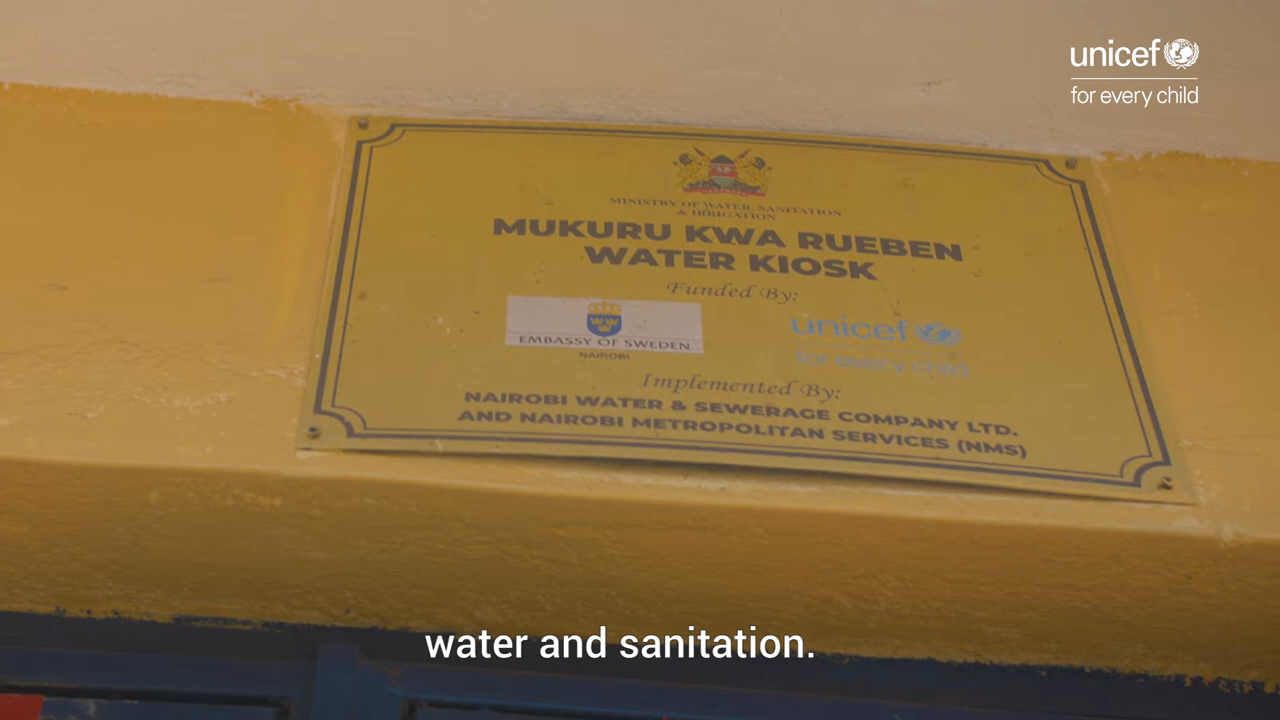 unicef
for every child
MINISTRY OF WATER, SANITATION
& IRRIGATION
MUKURU KWA RUEBEN
WATER KIOSK
Funded By:
EMBASSY OF SWEDEN
NAIROBI
unicef
for every child
Implemented By:
NAIROBI WATER & SEWERAGE COMPANY LTD.
AND NAIROBI METROPOLITAN SERVICES (NMS)
water and sanitation.